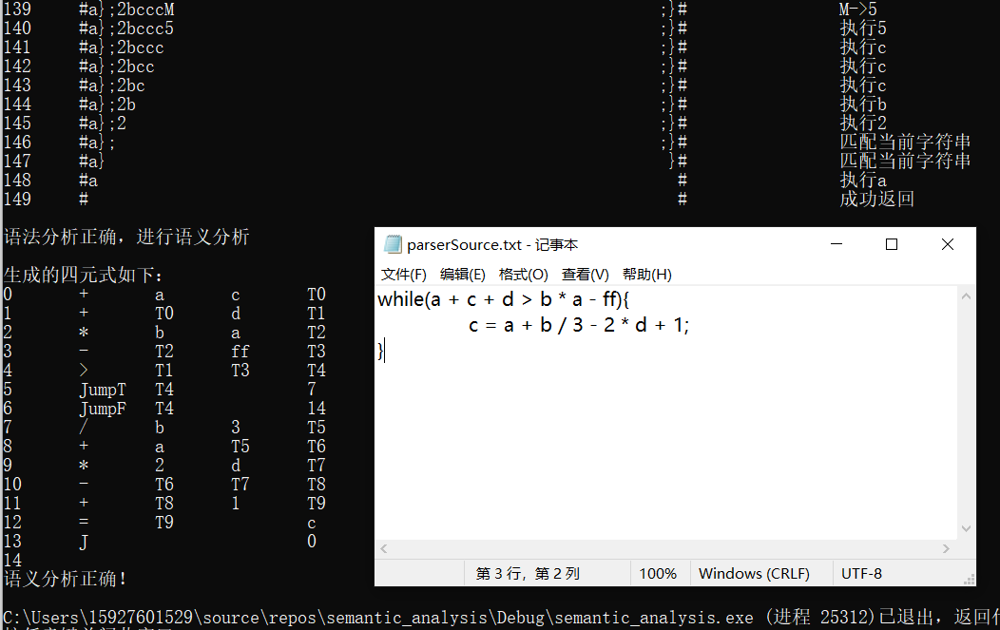 139 #a};2bcccM ;}# M->5
140 #a};2bccc5 ;}# 执行5
141 #a};2bccc ;}# 执行c
142 #a};2bcc ;}# 执行c
143 #a};2bc ;}# 执行c
144 #a};2b ;}# 执行b
145 #a};2 ;}# 执行2
146 #a}; ;}# 匹配当前字符串
147 #a} }# 匹配当前字符串
148 #a # 执行a
149 # # 成功返回
语法分析正确，进行语义分析
生成的四元式如下：
0 + a c T0
1 + T0 d T1
2 * b a T2
3 - T2 ff T3
4 > T1 T3 T4
5 JumpT T4 7
6 JumpF T4 14
7 / b 3 T5
8 + a T5 T6
9 * 2 d T7
10 - T6 T7 T8
11 + T8 1 T9
12 = T9 c
13 J 0
14
语义分析正确！
C:\Users\15927601529\source\repos\semantic_analysis\Debug\semantic_analysis.exe (进程 25312)已退出，返回
parserSource.txt - 记事本
文件(F) 编辑(E) 格式(O) 查看(V) 帮助(H)
while(a + c + d > b * a - ff){
c = a + b / 3 - 2 * d + 1;
}
第 3 行，第 2 列 100% Windows (CRLF) UTF-8